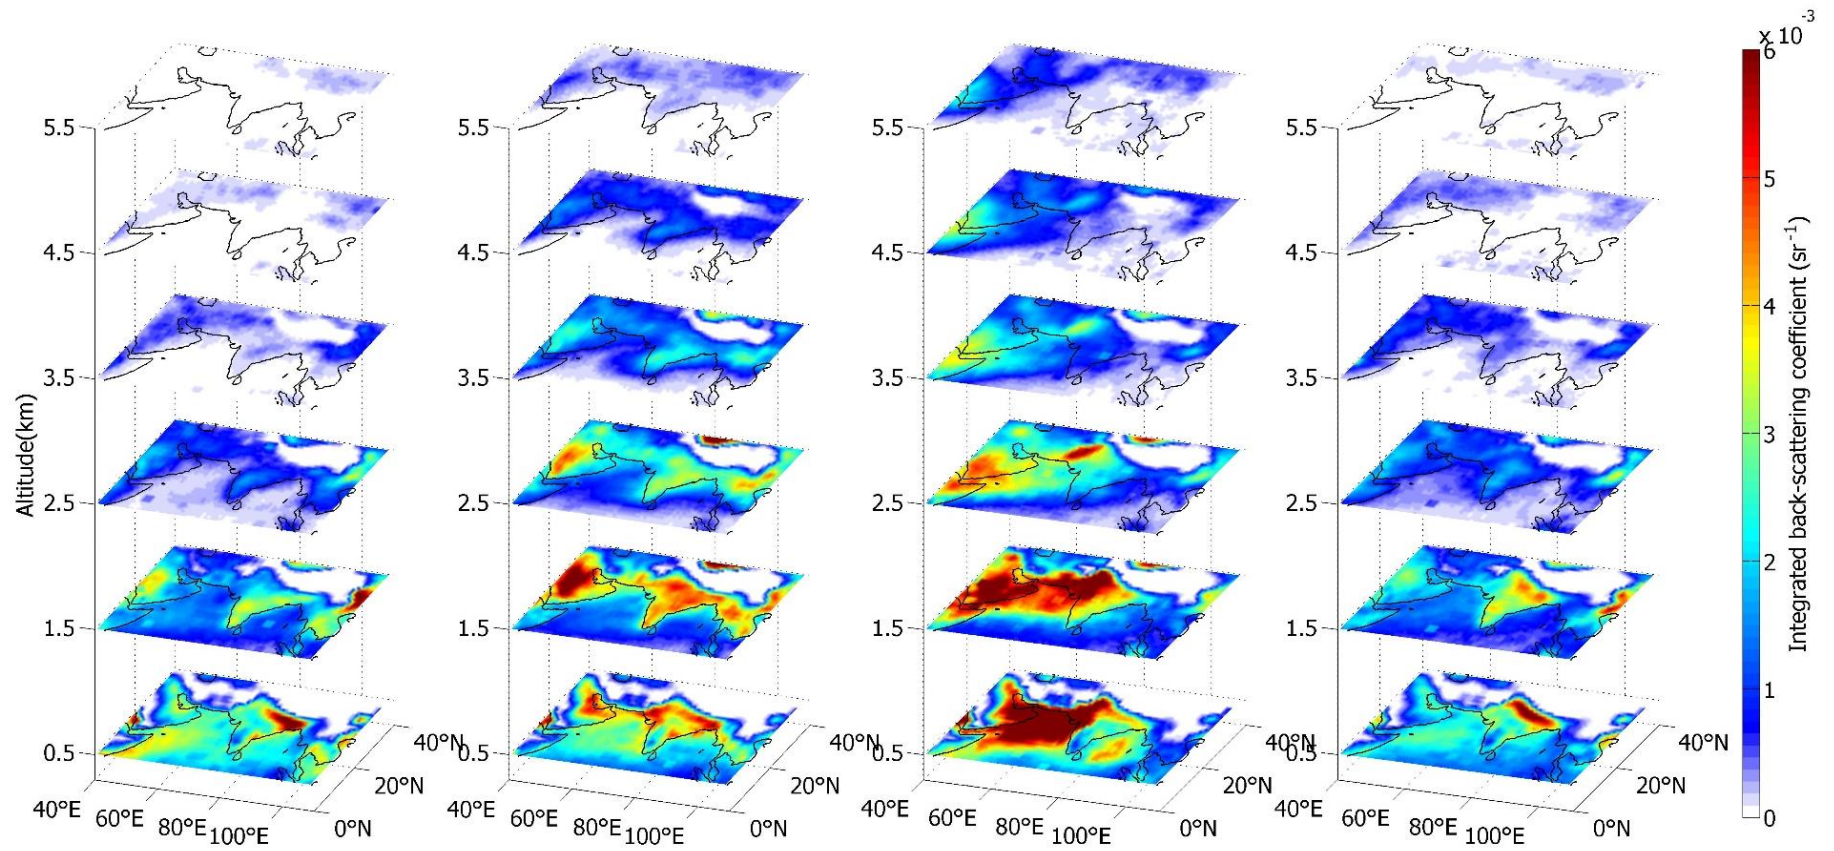 x 10
-3
5.5
4.5
3.5
2.5
1.5
0.5
Altitude(km)
40°E
60°E
80°E
100°E
0°N
20°N
40°N
5.5
4.5
3.5
2.5
1.5
0.5
40°E
60°E
80°E
100°E
0°N
20°N
40°N
5.5
4.5
3.5
2.5
1.5
0.5
40°E
60°E
80°E
100°E
0°N
20°N
40°N
5.5
4.5
3.5
2.5
1.5
0.5
40°E
60°E
80°E
100°E
0°N
20°N
40°N
6
5
4
3
2
1
0
Integrated back-scattering coefficient (sr⁻¹)